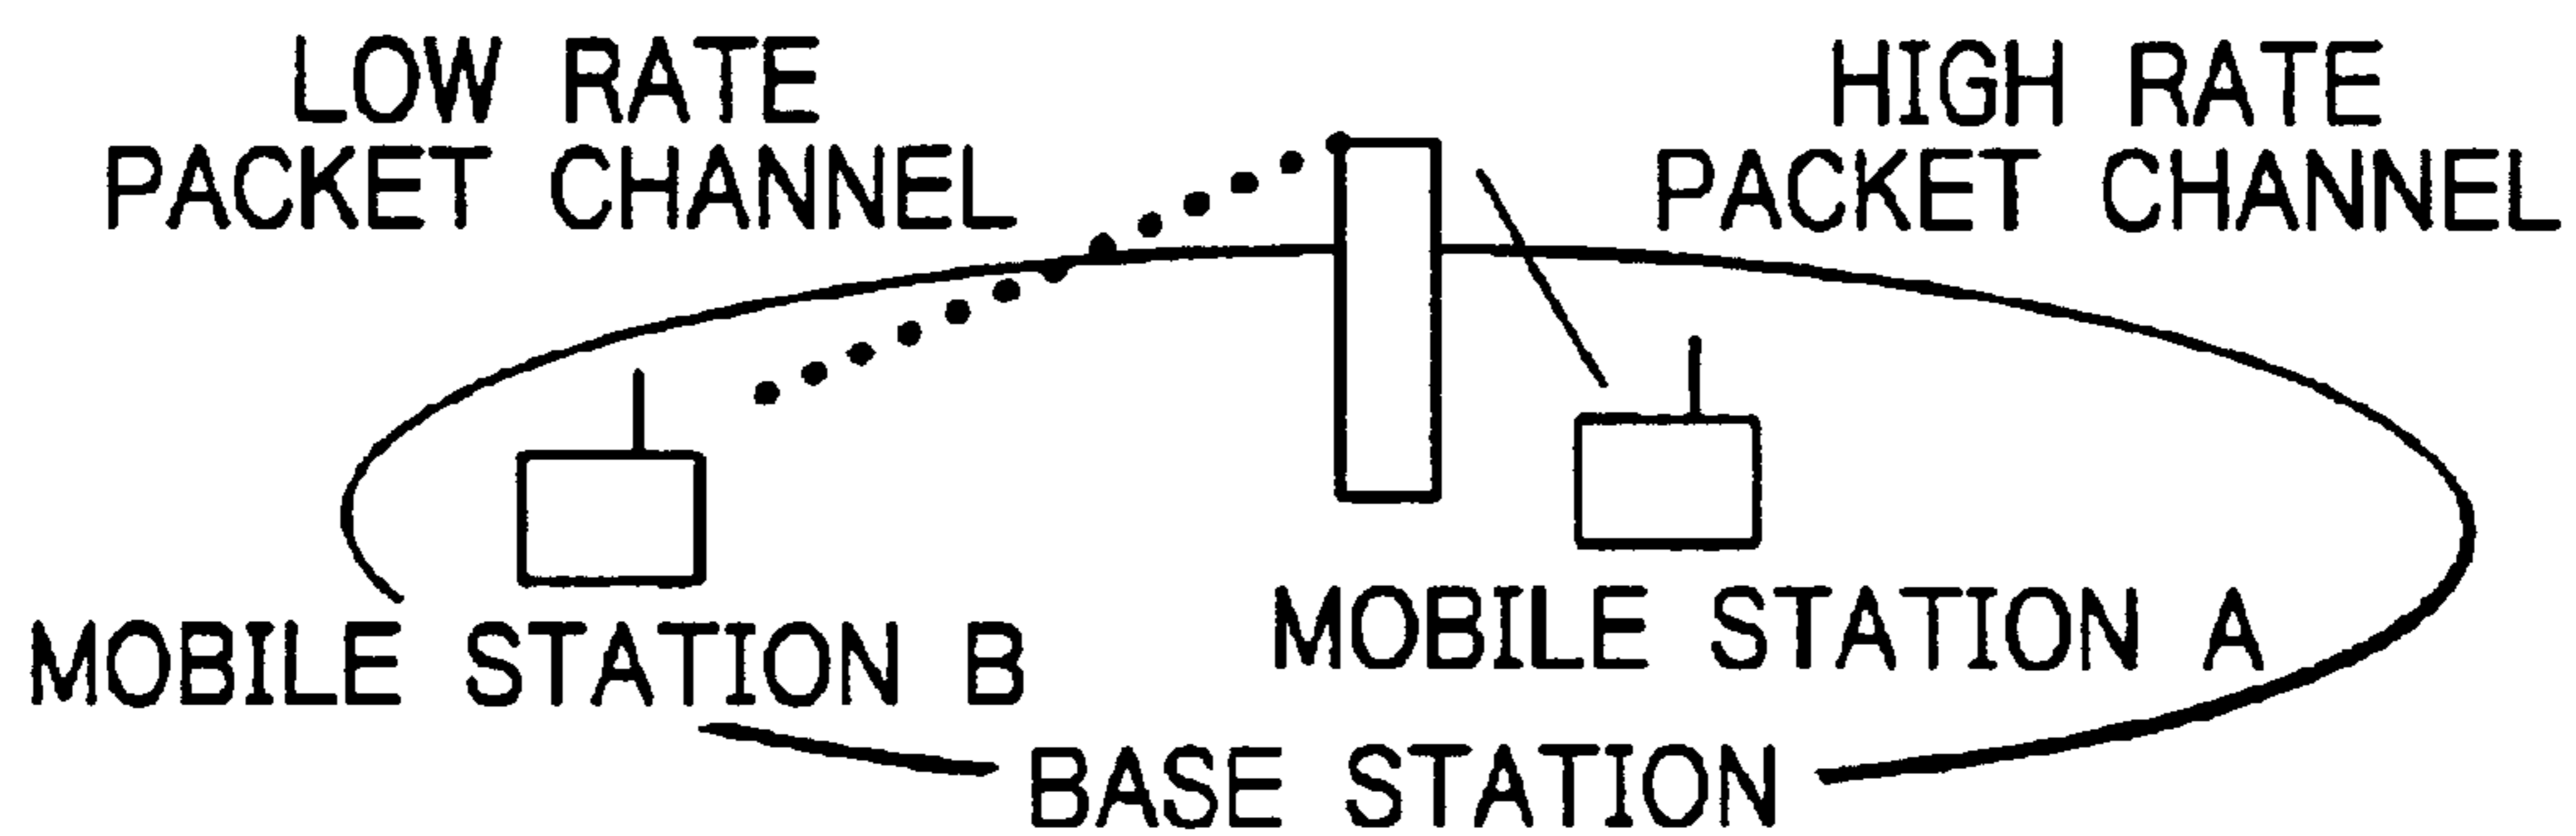 LOW RATE
PACKET CHANNEL
HIGH RATE
PACKET CHANNEL
MOBILE STATION B
MOBILE STATION A
BASE STATION